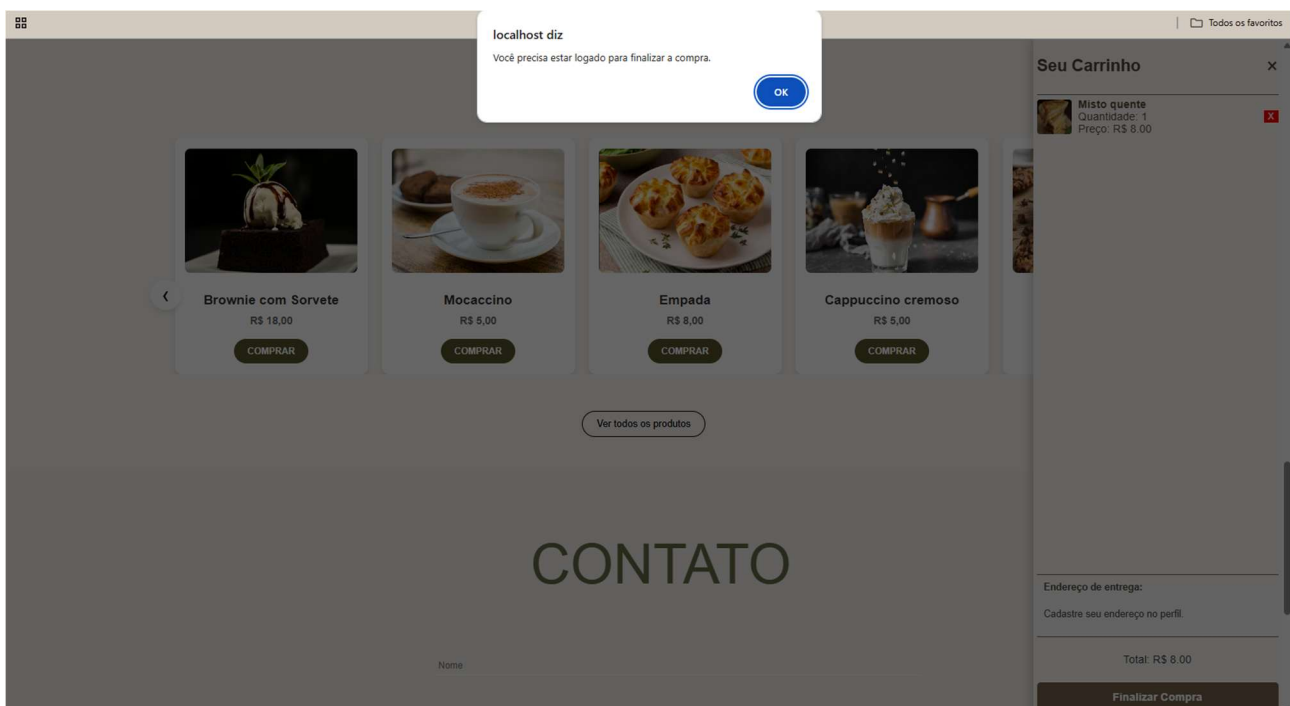 Todos os favoritos
localhost diz
Você precisa estar logado para finalizar a compra.
OK
Seu Carrinho
×
Misto quente
Quantidade: 1
Preço: R$ 8.00
X
Brownie com Sorvete
R$ 18,00
COMPRAR
Mocaccino
R$ 5,00
COMPRAR
Empada
R$ 8,00
COMPRAR
Cappuccino cremoso
R$ 5,00
COMPRAR
Ver todos os produtos
CONTATO
Nome
Endereço de entrega:
Cadastre seu endereço no perfil.
Total: R$ 8.00
Finalizar Compra